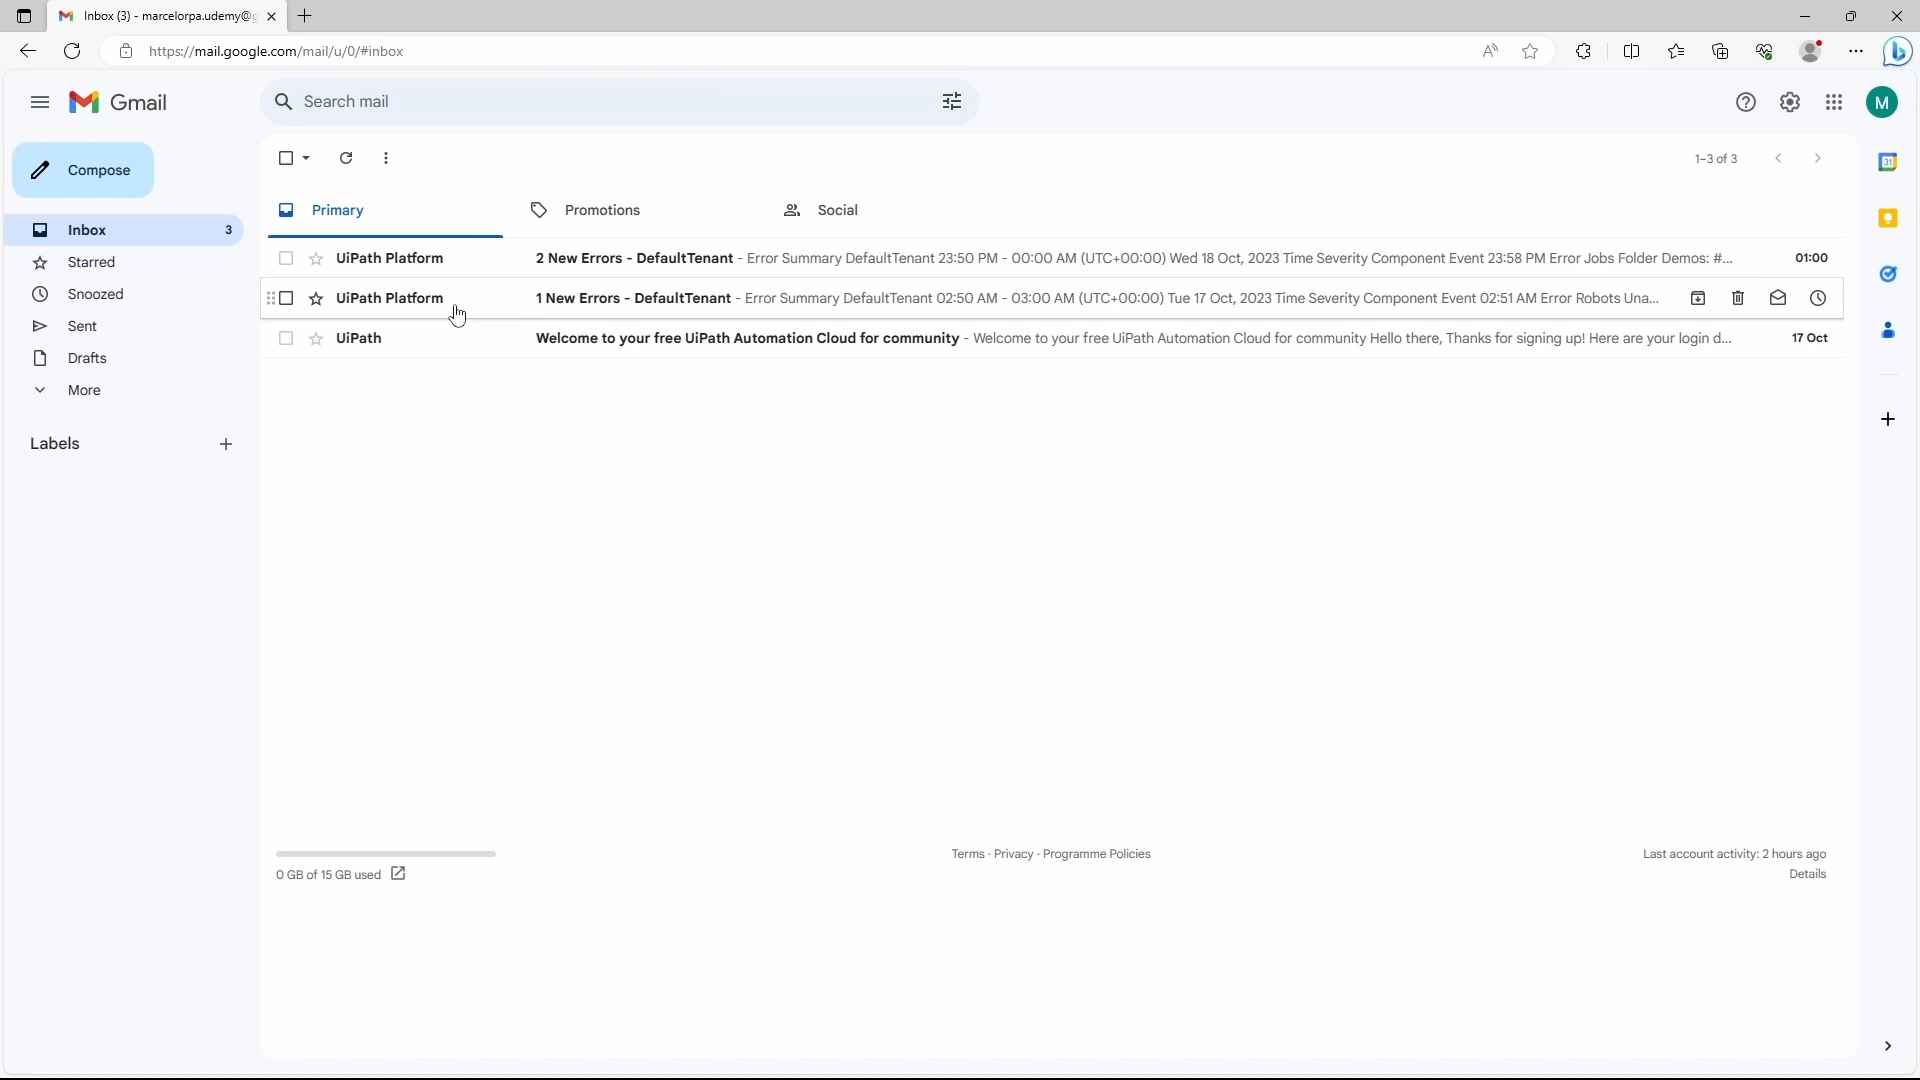 Inbox (3) - marcelorpa.udemy@g
https://mail.google.com/mail/u/0/#inbox
Gmail
Search mail
M
Compose
1–3 of 3
31
Primary
Promotions
Social
Inbox 3
Starred
Snoozed
Sent
Drafts
More
Labels
UiPath Platform 2 New Errors - DefaultTenant - Error Summary DefaultTenant 23:50 PM - 00:00 AM (UTC+00:00) Wed 18 Oct, 2023 Time Severity Component Event 23:58 PM Error Jobs Folder Demos: #... 01:00
UiPath Platform 1 New Errors - DefaultTenant - Error Summary DefaultTenant 02:50 AM - 03:00 AM (UTC+00:00) Tue 17 Oct, 2023 Time Severity Component Event 02:51 AM Error Robots Una...
UiPath Welcome to your free UiPath Automation Cloud for community - Welcome to your free UiPath Automation Cloud for community Hello there, Thanks for signing up! Here are your login d... 17 Oct
0 GB of 15 GB used
Terms · Privacy · Programme Policies
Last account activity: 2 hours ago
Details